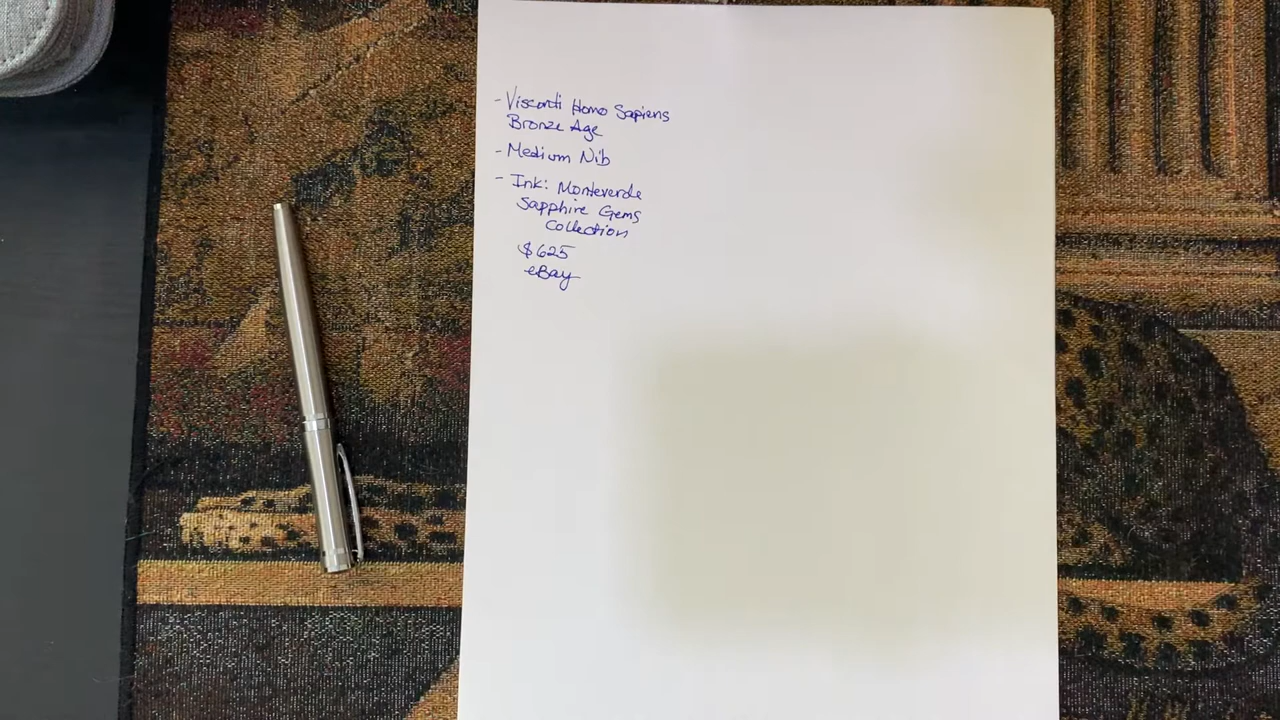 - Visconti Homo Sapiens
Bronze Age
- Medium Nib
- Ink: Monteverde
Sapphire Gems
Collection
$625
eBay